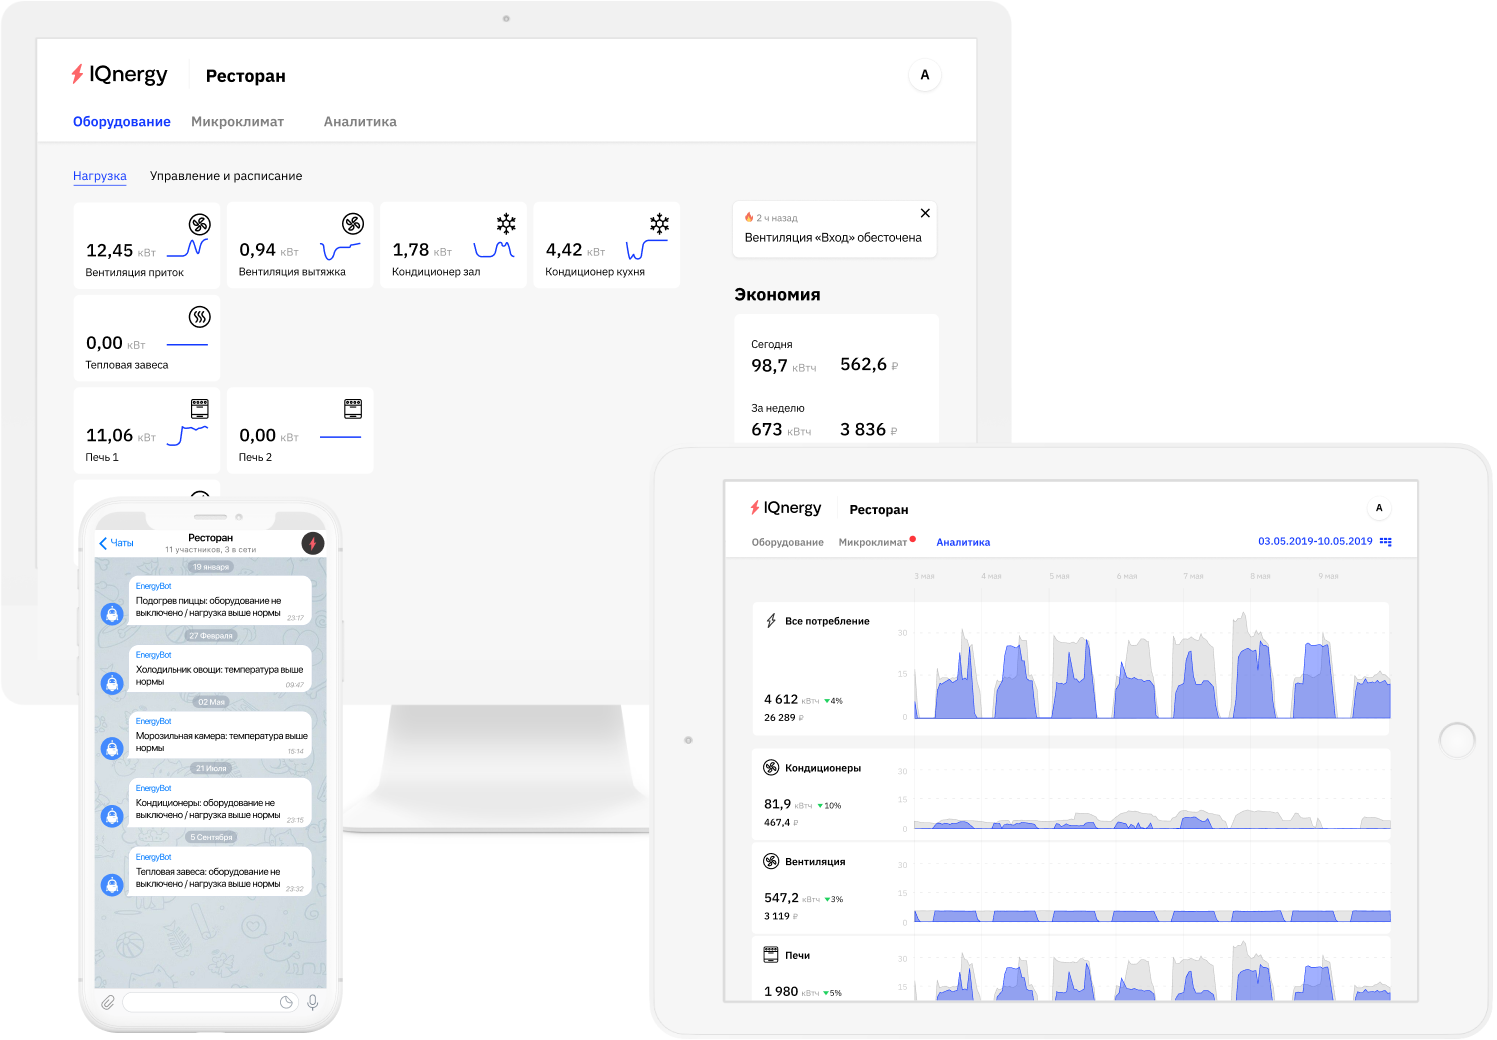 IQnergy
Ресторан
A
Оборудование
Микроклимат
Аналитика
Нагрузка
Управление и расписание
12,45 кВт
Вентиляция приток
0,94 кВт
Вентиляция вытяжка
1,78 кВт
Кондиционер зал
4,42 кВт
Кондиционер кухня
0,00 кВт
Тепловая завеса
11,06 кВт
Печь 1
0,00 кВт
Печь 2
2 ч назад
Вентиляция «Вход» обесточена
Экономия
Сегодня
98,7 кВтч 562,6 ₽
За неделю
673 кВтч 3 836 ₽
Чаты
Ресторан
11 участников, 3 в сети
19 января
EnergyBot
Подогрев пиццы: оборудование не
выключено / нагрузка выше нормы
23:17
27 Февраля
EnergyBot
Холодильник овощи: температура выше
нормы
09:47
02 Мая
EnergyBot
Морозильная камера: температура выше
нормы
15:14
21 Июля
EnergyBot
Кондиционеры: оборудование не
выключено / нагрузка выше нормы
23:15
5 Сентября
EnergyBot
Тепловая завеса: оборудование не
выключено / нагрузка выше нормы
23:32
IQnergy
Ресторан
A
Оборудование
Микроклимат
Аналитика
03.05.2019-10.05.2019
3 мая
4 мая
5 мая
6 мая
7 мая
8 мая
9 мая
Все потребление
4 612 кВтч 4%
26 289 ₽
30
15
0
Кондиционеры
81,9 кВтч 10%
467,4 ₽
30
15
0
Вентиляция
547,2 кВтч 3%
3 119 ₽
30
15
0
Печи
1 980 кВтч 5%
30
15